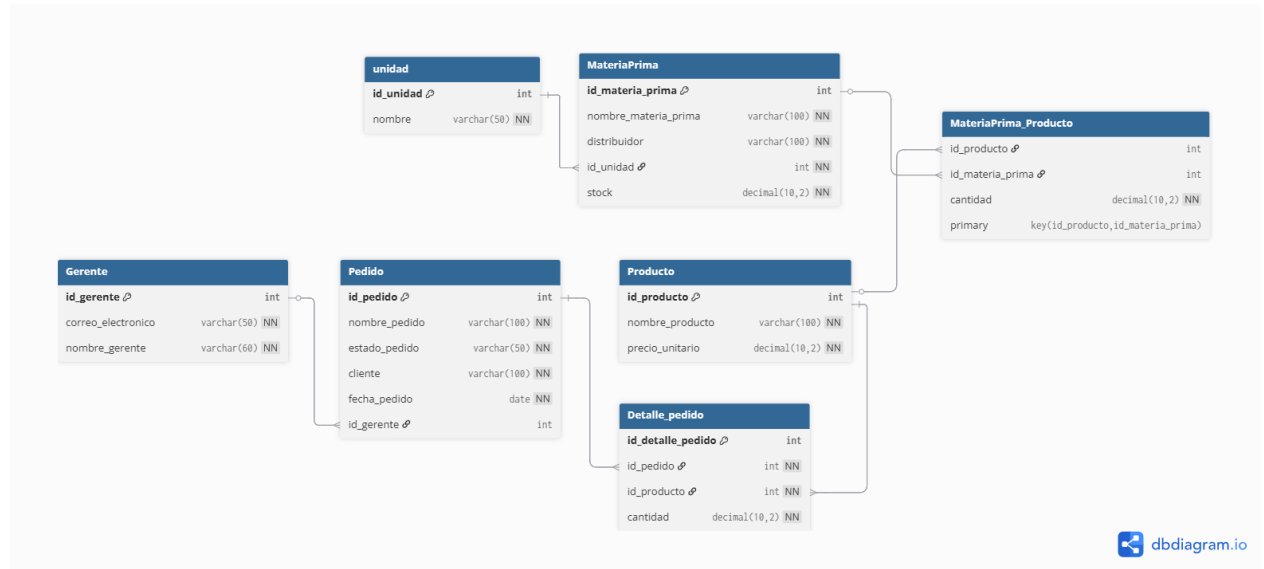 unidad
id_unidad int
nombre varchar(50) NN
MateriaPrima
id_materia_prima int
nombre_materia_prima varchar(100) NN
distribuidor varchar(100) NN
id_unidad int NN
stock decimal(10,2) NN
MateriaPrima_Producto
id_producto int
id_materia_prima int
cantidad decimal(10,2) NN
primary key(id_producto,id_materia_prima)
Gerente
id_gerente int
correo_electronico varchar(50) NN
nombre_gerente varchar(60) NN
Pedido
id_pedido int
nombre_pedido varchar(100) NN
estado_pedido varchar(50) NN
cliente varchar(100) NN
fecha_pedido date NN
id_gerente int
Producto
id_producto int
nombre_producto varchar(100) NN
precio_unitario decimal(10,2) NN
Detalle_pedido
id_detalle_pedido int
id_pedido int NN
id_producto int NN
cantidad decimal(10,2) NN
dbdiagram.io